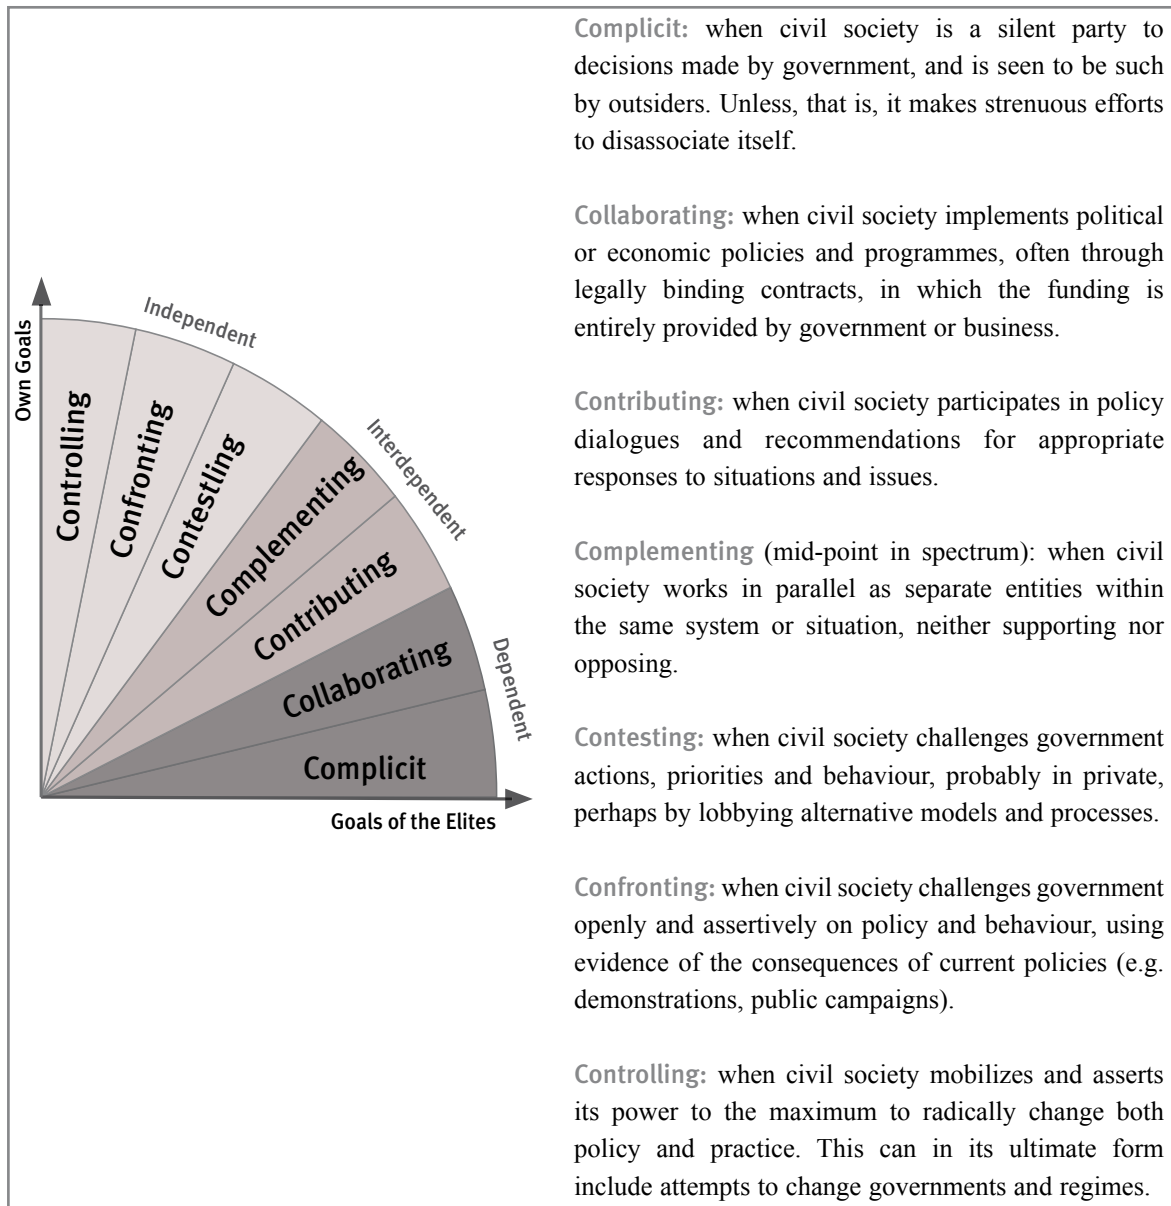 Own Goals
Independent
Interdependent
Dependent
Controlling
Confronting
Contestling
Complementing
Contributing
Collaborating
Complicit
Goals of the Elites
Complicit: when civil society is a silent party to
decisions made by government, and is seen to be such
by outsiders. Unless, that is, it makes strenuous efforts
to disassociate itself.
Collaborating: when civil society implements political
or economic policies and programmes, often through
legally binding contracts, in which the funding is
entirely provided by government or business.
Contributing: when civil society participates in policy
dialogues and recommendations for appropriate
responses to situations and issues.
Complementing (mid-point in spectrum): when civil
society works in parallel as separate entities within
the same system or situation, neither supporting nor
opposing.
Contesting: when civil society challenges government
actions, priorities and behaviour, probably in private,
perhaps by lobbying alternative models and processes.
Confronting: when civil society challenges government
openly and assertively on policy and behaviour, using
evidence of the consequences of current policies (e.g.
demonstrations, public campaigns).
Controlling: when civil society mobilizes and asserts
its power to the maximum to radically change both
policy and practice. This can in its ultimate form
include attempts to change governments and regimes.